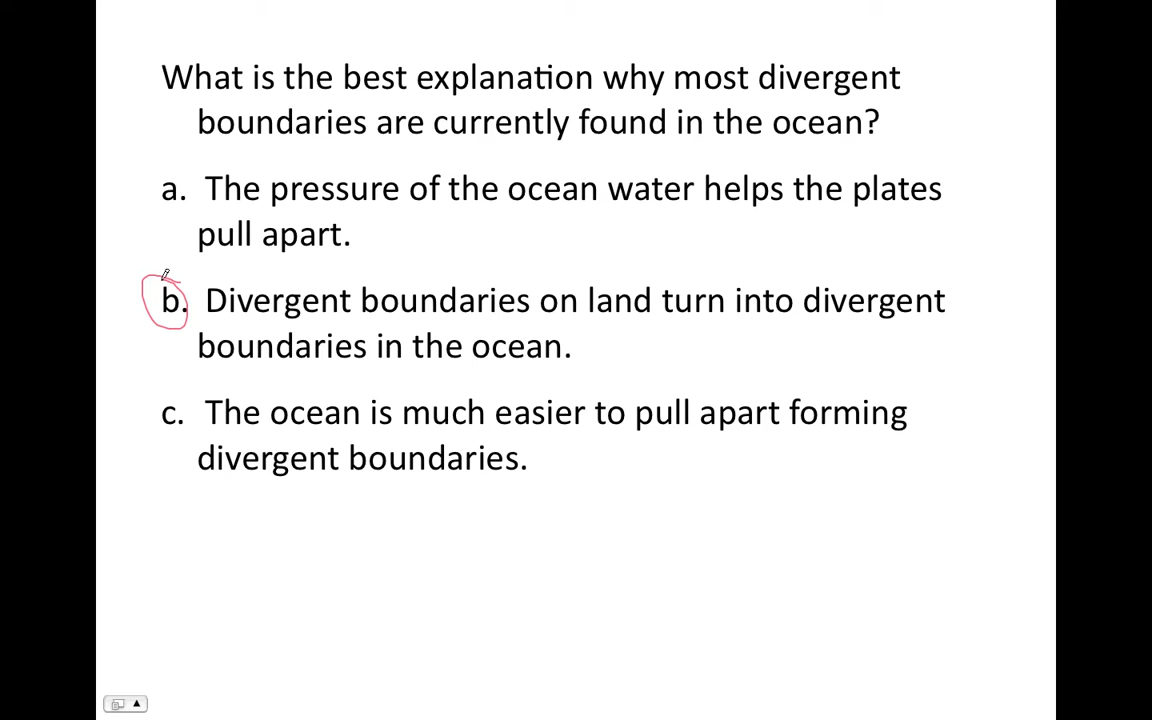 What is the best explanation why most divergent
boundaries are currently found in the ocean?
a. The pressure of the ocean water helps the plates
pull apart.
b. Divergent boundaries on land turn into divergent
boundaries in the ocean.
c. The ocean is much easier to pull apart forming
divergent boundaries.